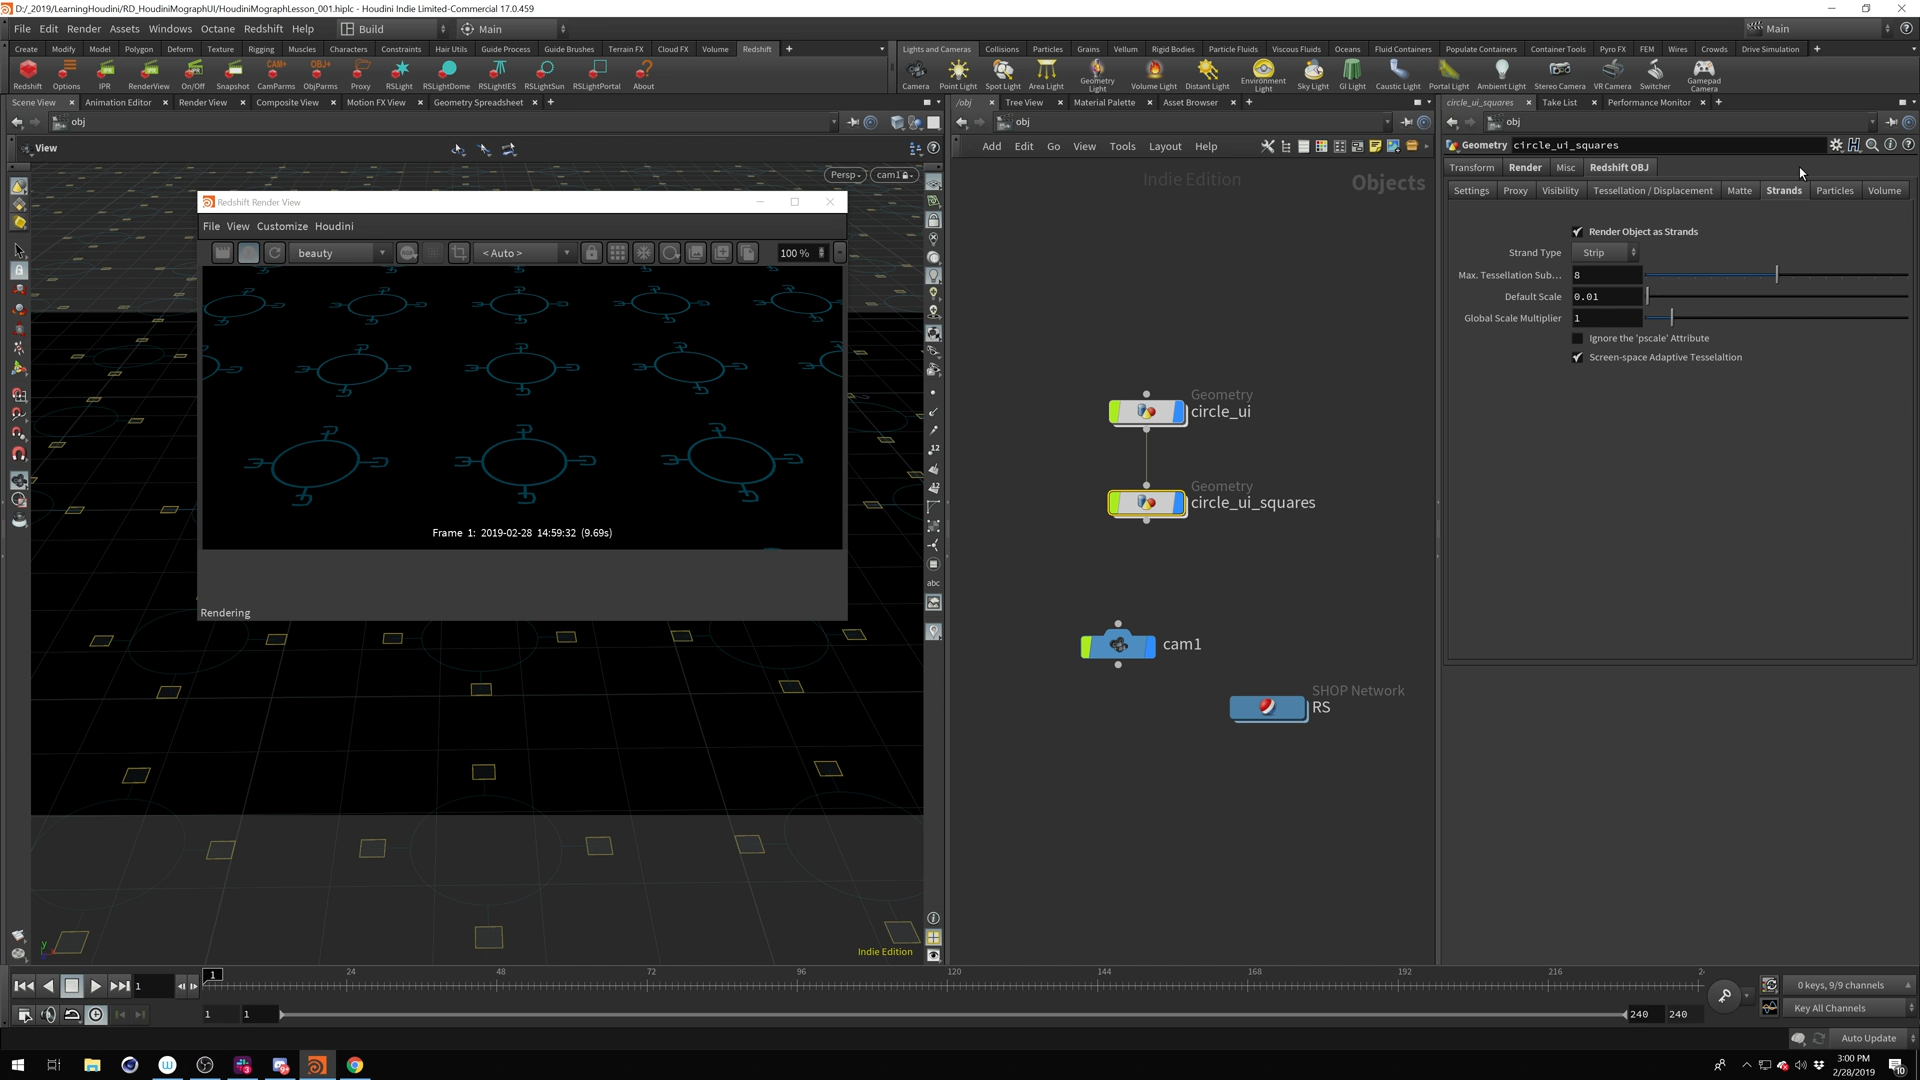 D:/_2019/LearningHoudini/RD_HoudiniMographUI/HoudiniMographLesson_001.hiplc - Houdini Indie Limited-Commercial 17.0.459
File Edit Render Assets Windows Octane Redshift Help Build Main Main
Create Modify Model Polygon Deform Texture Rigging Muscles Characters Constraints Hair Utils Guide Process Guide Brushes Terrain FX Cloud FX Volume Redshift
Lights and Cameras Collisions Particles Grains Vellum Rigid Bodies Particle Fluids Viscous Fluids Oceans Fluid Containers Populate Containers Container Tools Pyro FX FEM Wires Crowds Drive Simulation
Redshift Options IPR RenderView On/Off Snapshot CamParms ObjParms Proxy RSLight RSLightDome RSLightIES RSLightSun RSLightPortal About
Camera Point Light Spot Light Area Light Geometry Light Volume Light Distant Light Environment Light Sky Light GI Light Caustic Light Portal Light Ambient Light Stereo Camera VR Camera Switcher Gamepad Camera
Scene View Animation Editor Render View Composite View Motion FX View Geometry Spreadsheet
/obj Tree View Material Palette Asset Browser
circle_ui_squares Take List Performance Monitor
obj
obj
obj
View
Add Edit Go View Tools Layout Help
Geometry circle_ui_squares
Transform Render Misc Redshift OBJ
Settings Proxy Visibility Tessellation / Displacement Matte Strands Particles Volume
Persp cam1
Indie Edition
Objects
Redshift Render View
File View Customize Houdini
beauty < Auto > 100 %
Frame 1: 2019-02-28 14:59:32 (9.69s)
Rendering
Render Object as Strands
Strand Type Strip
Max. Tessellation Sub... 8
Default Scale 0.01
Global Scale Multiplier 1
Ignore the 'pscale' Attribute
Screen-space Adaptive Tesselaltion
Geometry
circle_ui
Geometry
circle_ui_squares
cam1
SHOP Network
RS
abc
Indie Edition
1 24 48 72 96 120 144 168 192 216
1
0 keys, 9/9 channels
1 1 240 240
Key All Channels
Auto Update
3:00 PM
2/28/2019